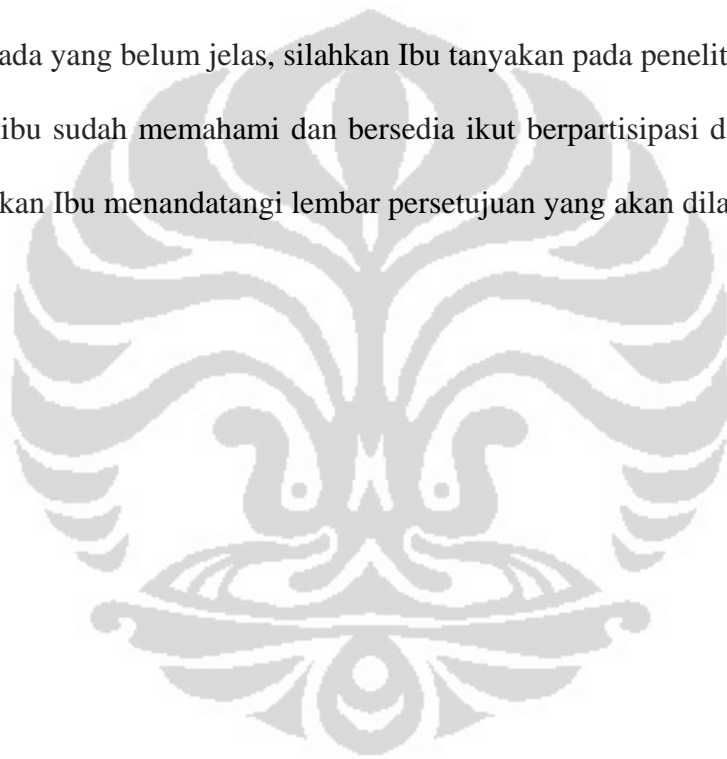 ada yang belum jelas, silahkan Ibu tanyakan pada penelit
ibu sudah memahami dan bersedia ikut berpartisipasi d
kan Ibu menandatangi lembar persetujuan yang akan dila